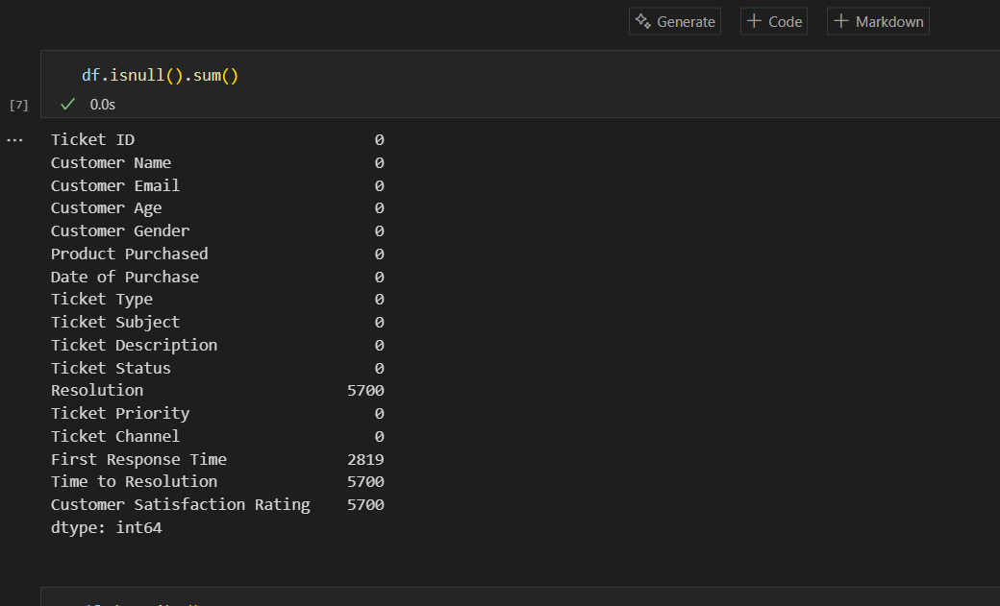 Generate + Code + Markdown
df.isnull().sum()
[7] ✓ 0.0s
... Ticket ID 0
Customer Name 0
Customer Email 0
Customer Age 0
Customer Gender 0
Product Purchased 0
Date of Purchase 0
Ticket Type 0
Ticket Subject 0
Ticket Description 0
Ticket Status 0
Resolution 5700
Ticket Priority 0
Ticket Channel 0
First Response Time 2819
Time to Resolution 5700
Customer Satisfaction Rating 5700
dtype: int64